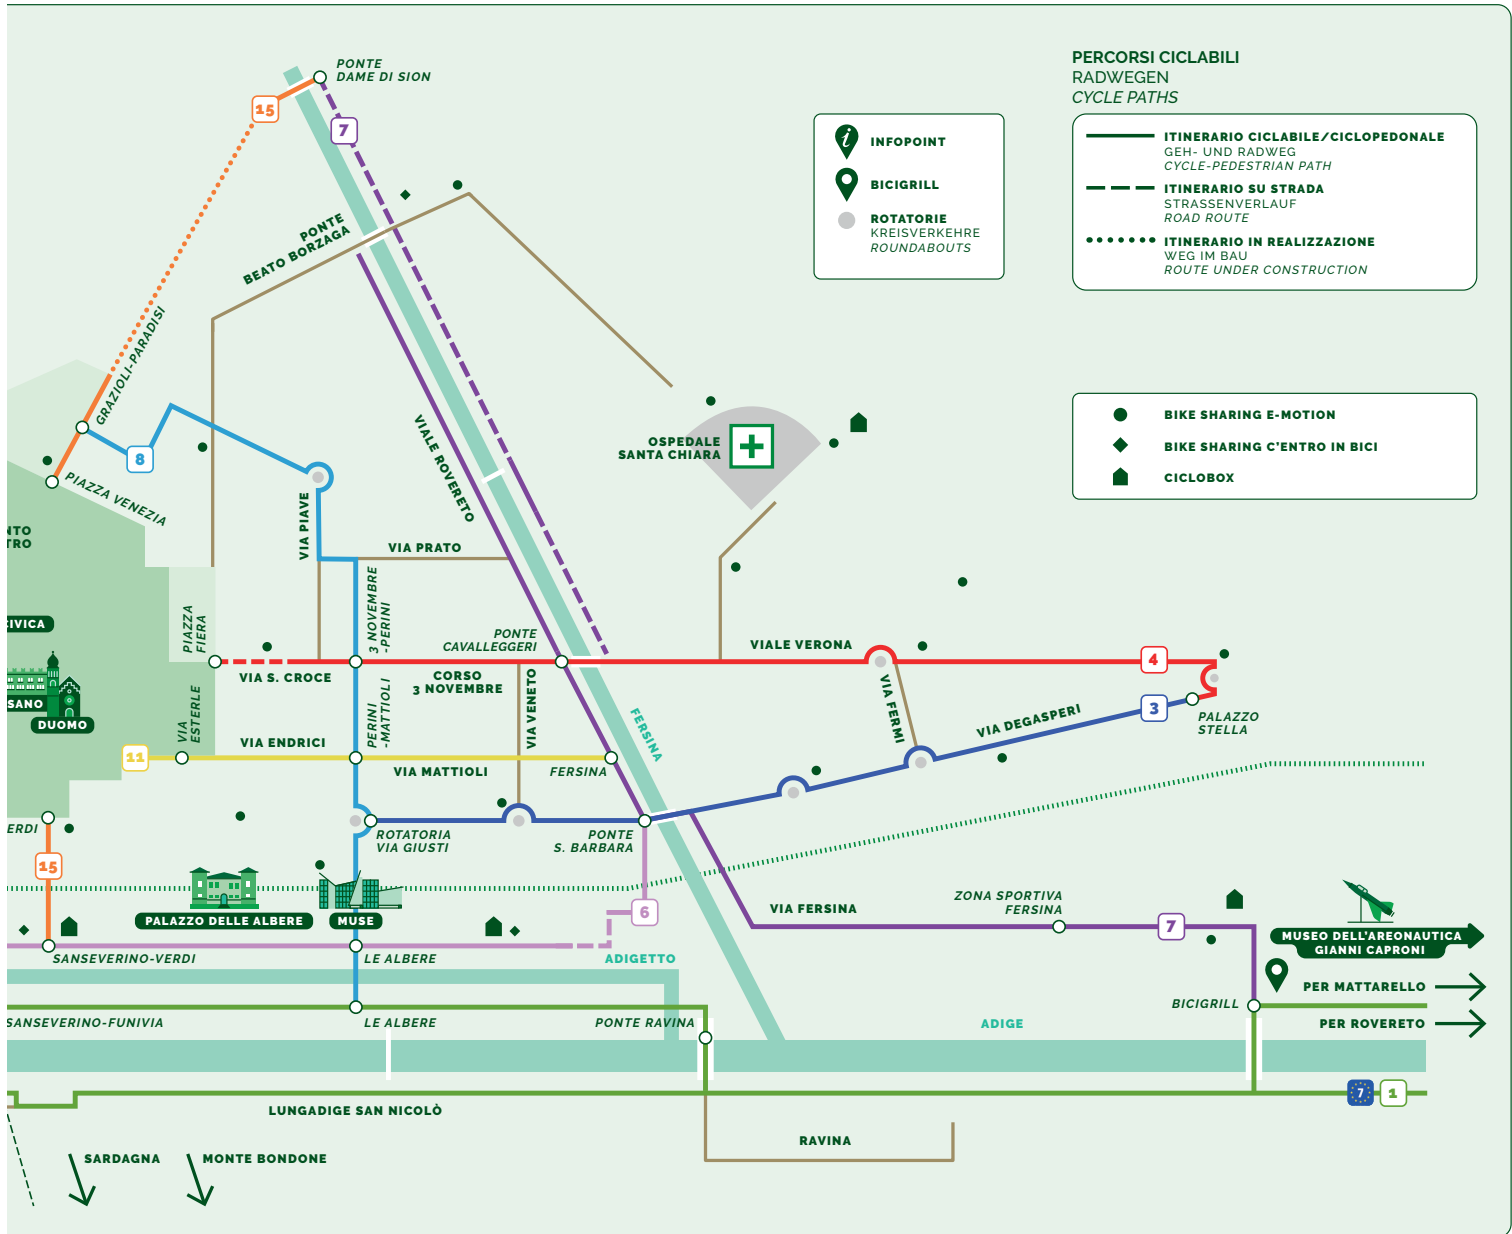 PERCORSI CICLABILI
RADWEGEN
CYCLE PATHS
ITINERARIO CICLABILE/CICLOPEDONALE
GEH- UND RADWEG
CYCLE-PEDESTRIAN PATH
ITINERARIO SU STRADA
STRASSENVERLAUF
ROAD ROUTE
ITINERARIO IN REALIZZAZIONE
WEG IM BAU
ROUTE UNDER CONSTRUCTION
i
INFOPOINT
BICIGRILL
ROTATORIE
KREISVERKEHRE
ROUNDABOUTS
BIKE SHARING E-MOTION
BIKE SHARING C'ENTRO IN BICI
CICLOBOX
PONTE
DAME DI SION
15
7
PONTE
BEATO BORZAGA
GRAZIOLI-PARADISI
8
PIAZZA VENEZIA
VIALE ROVERETO
OSPEDALE
SANTA CHIARA
VIA PIAVE
NTO
TRO
VIA PRATO
3 NOVEMBRE
-PERINI
PIAZZA
FIERA
CIVICA
PONTE
CAVALLEGGERI
VIALE VERONA
4
VIA S. CROCE
CORSO
3 NOVEMBRE
VIA VENETO
PERINI
-MATTIOLI
VIA
ESTERLE
SANO
DUOMO
FERSINA
VIA FERMI
VIA DEGASPERI
3
PALAZZO
STELLA
11
VIA ENDRICI
VIA MATTIOLI
FERSINA
ERDI
ROTATORIA
VIA GIUSTI
PONTE
S. BARBARA
15
PALAZZO DELLE ALBERE
MUSE
6
VIA FERSINA
ZONA SPORTIVA
FERSINA
7
MUSEO DELL'AREONAUTICA
GIANNI CAPRONI
SANSEVERINO-VERDI
LE ALBERE
ADIGETTO
PER MATTARELLO
BICIGRILL
SANSEVERINO-FUNIVIA
LE ALBERE
PONTE RAVINA
ADIGE
PER ROVERETO
7
1
LUNGADIGE SAN NICOLÒ
RAVINA
SARDAGNA
MONTE BONDONE